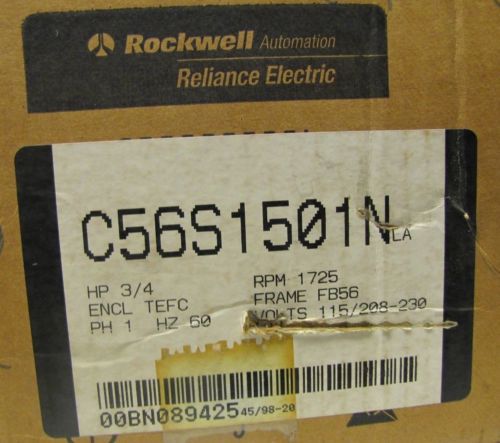 Rockwell Automation
Reliance Electric
C56S1501N LA
HP 3/4 RPM 1725
ENCL TEFC FRAME FB56
PH 1 HZ 60 VOLTS 115/208-230
00BN089425 45/98-20